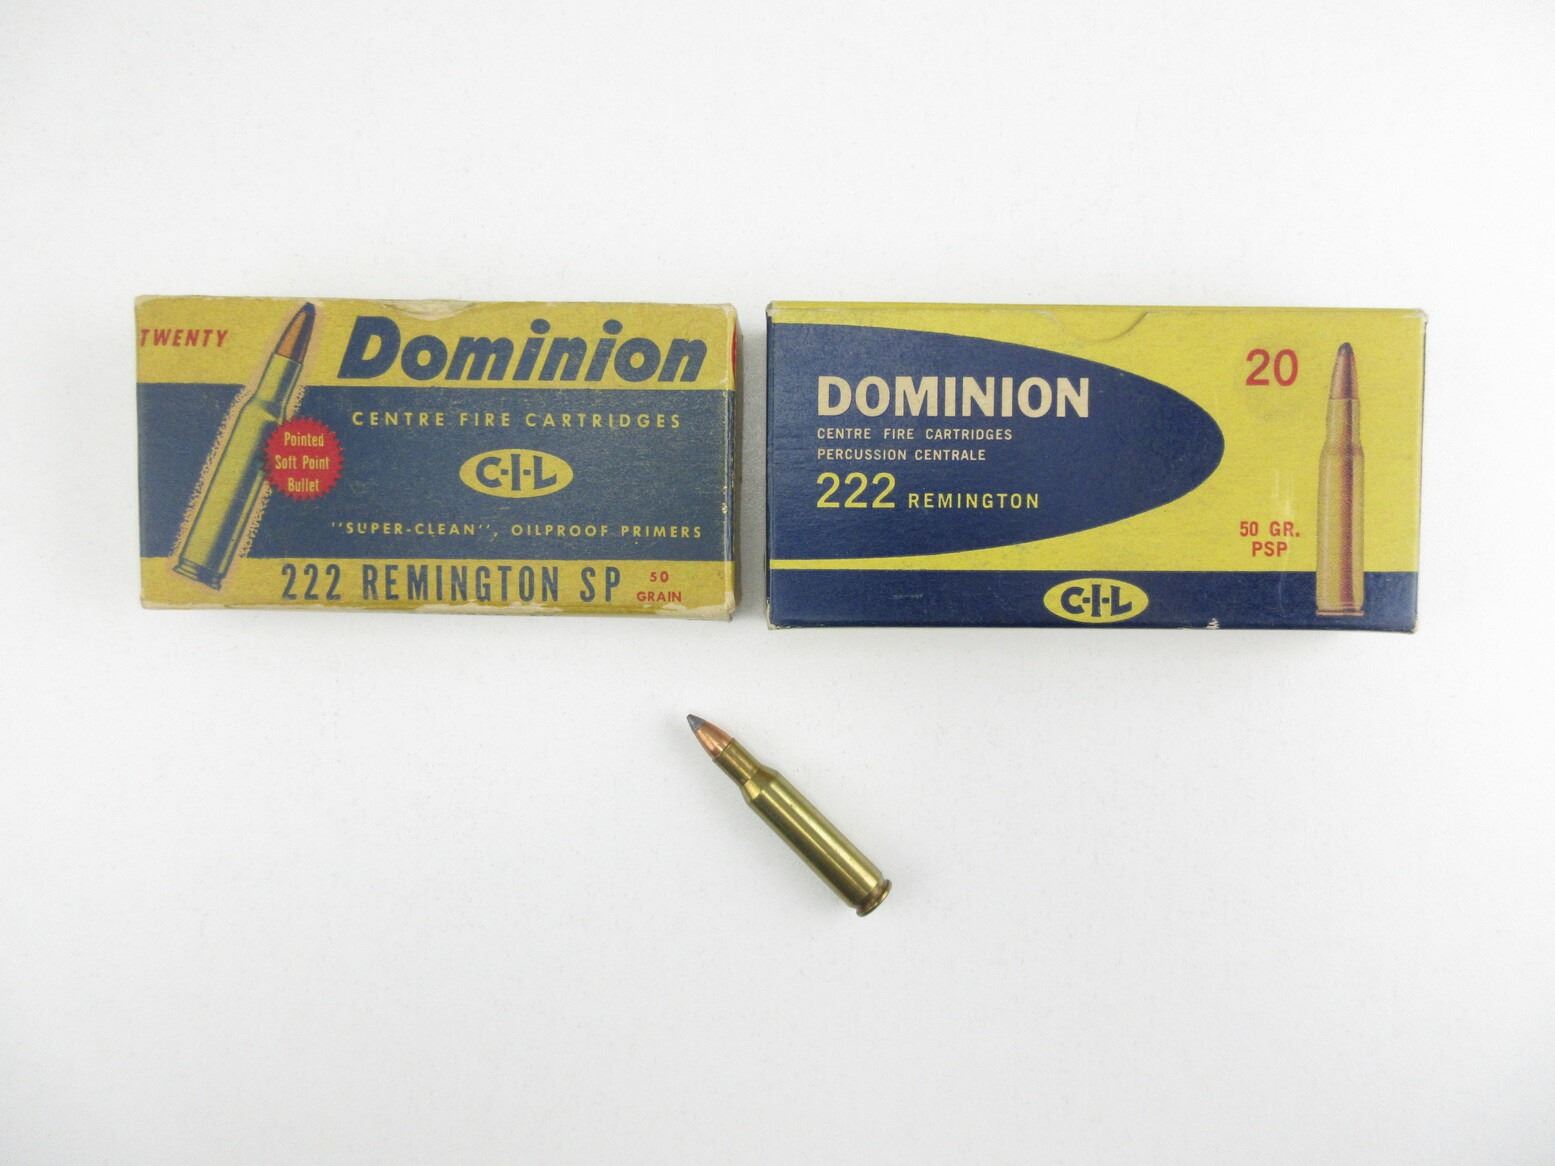 TWENTY
Dominion
CENTRE FIRE CARTRIDGES
Pointed
Soft Point
Bullet
C-I-L
"SUPER-CLEAN", OILPROOF PRIMERS
222 REMINGTON SP
50
GRAIN
DOMINION
CENTRE FIRE CARTRIDGES
PERCUSSION CENTRALE
222 REMINGTON
20
50 GR.
PSP
C-I-L